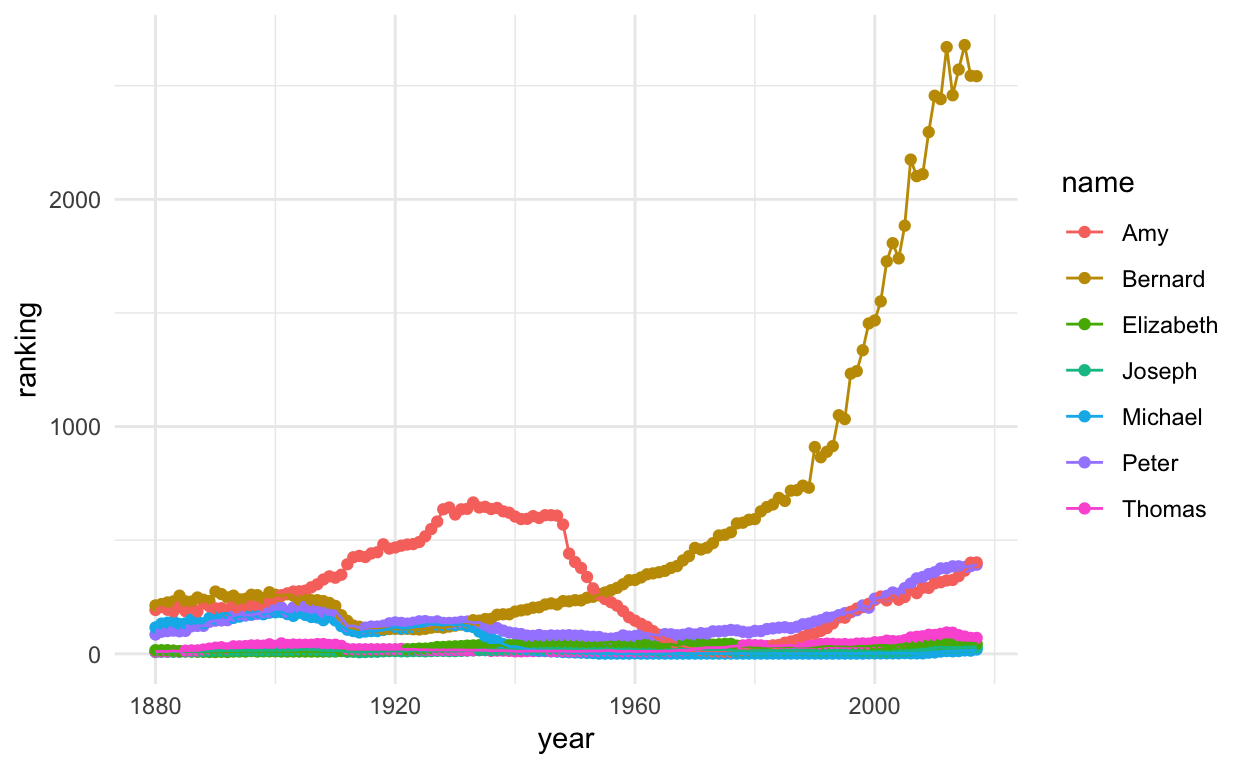 2000
1000
0
ranking
1880
1920
1960
2000
year
name
Amy
Bernard
Elizabeth
Joseph
Michael
Peter
Thomas